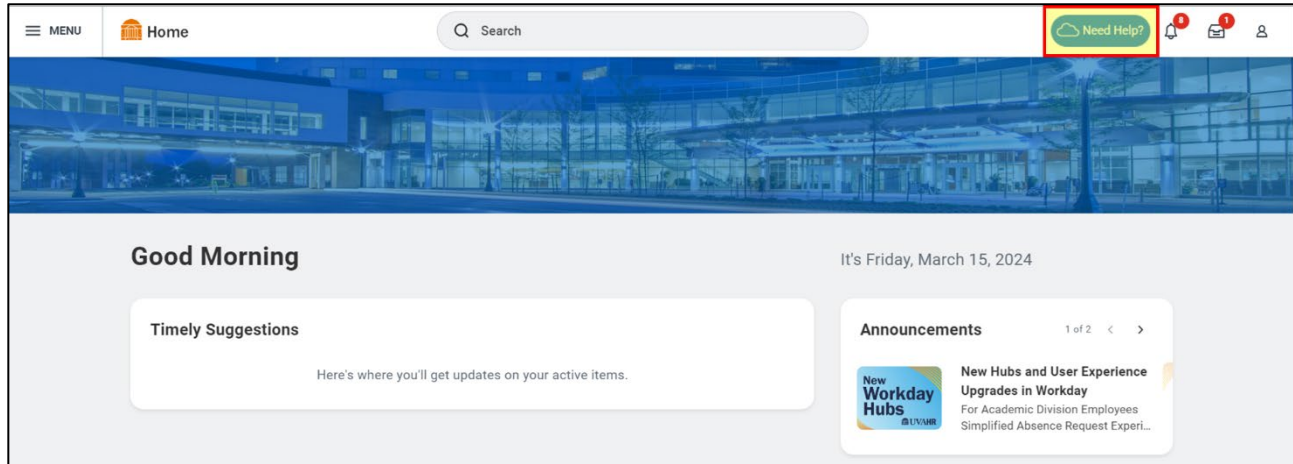 MENU
Home
Search
Need Help?
8
1
Good Morning
It's Friday, March 15, 2024
Timely Suggestions
Here's where you'll get updates on your active items.
Announcements
1 of 2
New
Workday
Hubs
UVAHR
New Hubs and User Experience
Upgrades in Workday
For Academic Division Employees
Simplified Absence Request Experi...